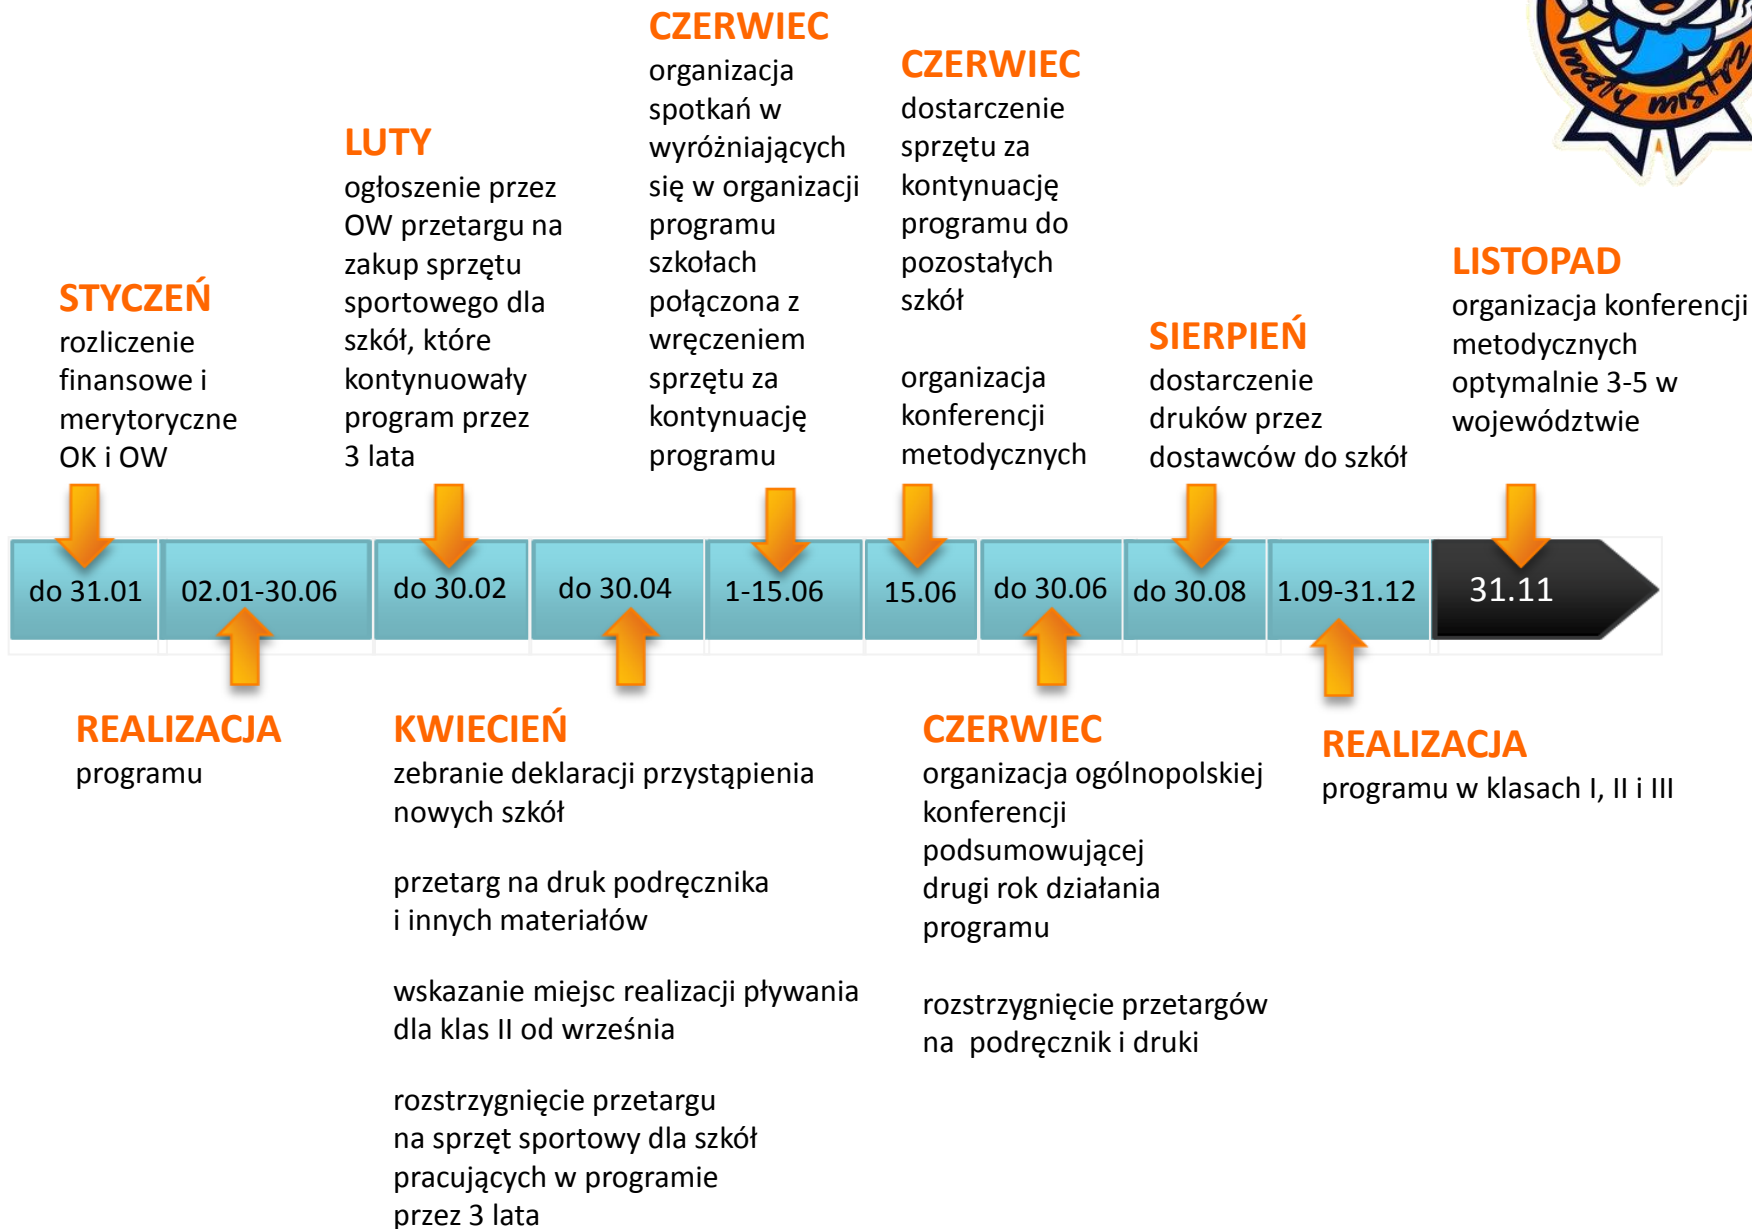 STYCZEŃ
rozliczenie
finansowe i
merytoryczne
OK i OW
LUTY
ogłoszenie przez
OW przetargu na
zakup sprzętu
sportowego dla
szkół, które
kontynuowały
program przez
3 lata
CZERWIEC
organizacja
spotkań w
wyróżniających
się w organizacji
programu
szkołach
połączona z
wręczeniem
sprzętu za
kontynuację
programu
CZERWIEC
dostarczenie
sprzętu za
kontynuację
programu do
pozostałych
szkół
organizacja
konferencji
metodycznych
SIERPIEŃ
dostarczenie
druków przez
dostawców do szkół
LISTOPAD
organizacja konferencji
metodycznych
optymalnie 3-5 w
województwie
mały mistrz
do 31.01
02.01-30.06
do 30.02
do 30.04
1-15.06
15.06
do 30.06
do 30.08
1.09-31.12
31.11
REALIZACJA
programu
KWIECIEŃ
zebranie deklaracji przystąpienia
nowych szkół
przetarg na druk podręcznika
i innych materiałów
wskazanie miejsc realizacji pływania
dla klas II od września
rozstrzygnięcie przetargu
na sprzęt sportowy dla szkół
pracujących w programie
przez 3 lata
CZERWIEC
organizacja ogólnopolskiej
konferencji
podsumowującej
drugi rok działania
programu
rozstrzygnięcie przetargów
na  podręcznik i druki
REALIZACJA
programu w klasach I, II i III